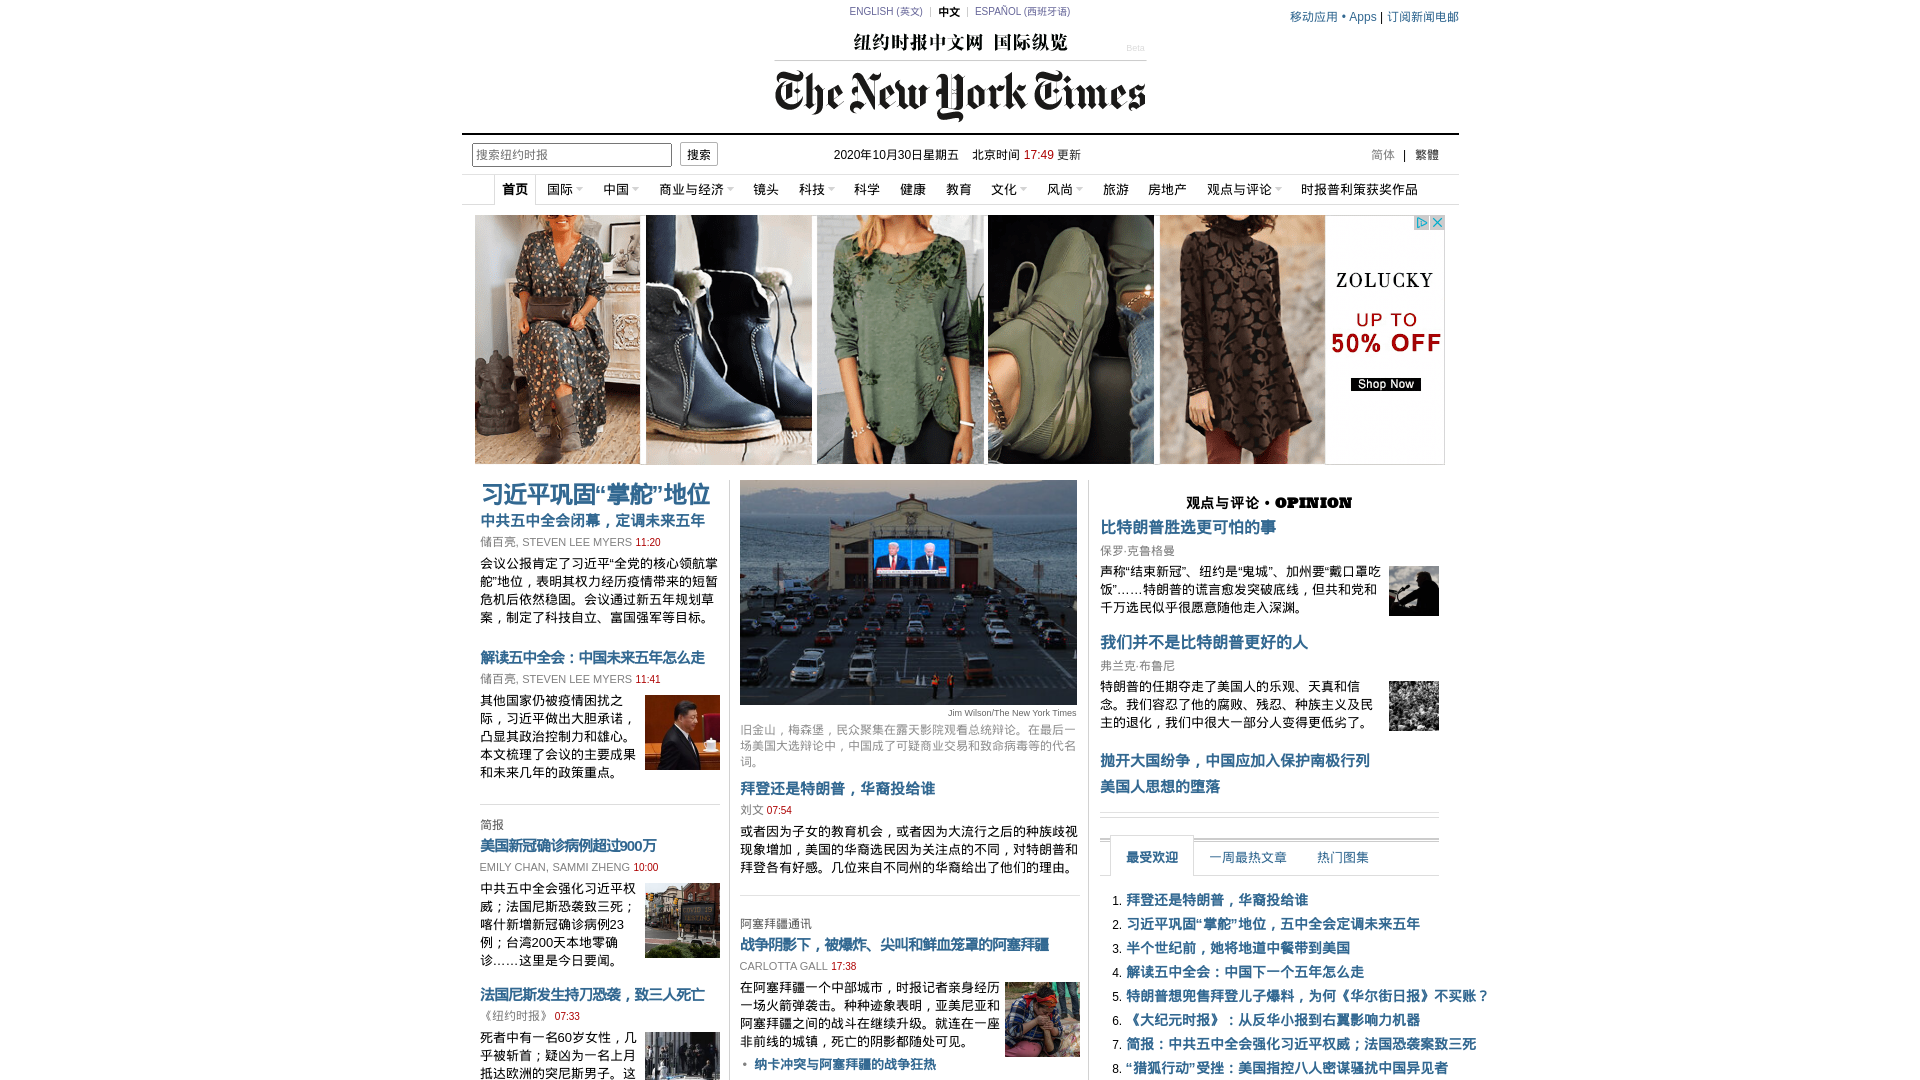 ENGLISH (英文) | 中文 | ESPAÑOL (西班牙语)
移动应用 • Apps | 订阅新闻电邮
纽约时报中文网 国际纵览
Beta
The New York Times
搜索纽约时报
搜索
2020年10月30日星期五 北京时间 17:49 更新
简体 | 繁體
首页 国际 中国 商业与经济 镜头 科技 科学 健康 教育 文化 风尚 旅游 房地产 观点与评论 时报普利策获奖作品
ZOLUCKY
UP TO
50% OFF
Shop Now
习近平巩固“掌舵”地位
中共五中全会闭幕，定调未来五年
储百亮, STEVEN LEE MYERS 11:20
会议公报肯定了习近平“全党的核心领航掌
舵”地位，表明其权力经历疫情带来的短暂
危机后依然稳固。会议通过新五年规划草
案，制定了科技自立、富国强军等目标。
解读五中全会：中国未来五年怎么走
储百亮, STEVEN LEE MYERS 11:41
其他国家仍被疫情困扰之
际，习近平做出大胆承诺，
凸显其政治控制力和雄心。
本文梳理了会议的主要成果
和未来几年的政策重点。
简报
美国新冠确诊病例超过900万
EMILY CHAN, SAMMI ZHENG 10:00
中共五中全会强化习近平权
威；法国尼斯恐袭致三死；
喀什新增新冠确诊病例23
例；台湾200天本地零确
诊……这里是今日要闻。
法国尼斯发生持刀恐袭，致三人死亡
《纽约时报》 07:33
死者中有一名60岁女性，几
乎被斩首；疑凶为一名上月
抵达欧洲的突尼斯男子。这
Jim Wilson/The New York Times
旧金山，梅森堡，民众聚集在露天影院观看总统辩论。在最后一
场美国大选辩论中，中国成了可疑商业交易和致命病毒等的代名
词。
拜登还是特朗普，华裔投给谁
刘文 07:54
或者因为子女的教育机会，或者因为大流行之后的种族歧视
现象增加，美国的华裔选民因为关注点的不同，对特朗普和
拜登各有好感。几位来自不同州的华裔给出了他们的理由。
阿塞拜疆通讯
战争阴影下，被爆炸、尖叫和鲜血笼罩的阿塞拜疆
CARLOTTA GALL 17:38
在阿塞拜疆一个中部城市，时报记者亲身经历
一场火箭弹袭击。种种迹象表明，亚美尼亚和
阿塞拜疆之间的战斗在继续升级。就连在一座
非前线的城镇，死亡的阴影都随处可见。
• 纳卡冲突与阿塞拜疆的战争狂热
观点与评论 • OPINION
比特朗普胜选更可怕的事
保罗·克鲁格曼
声称“结束新冠”、纽约是“鬼城”、加州要“戴口罩吃
饭”……特朗普的谎言愈发突破底线，但共和党和
千万选民似乎很愿意随他走入深渊。
我们并不是比特朗普更好的人
弗兰克·布鲁尼
特朗普的任期夺走了美国人的乐观、天真和信
念。我们容忍了他的腐败、残忍、种族主义及民
主的退化，我们中很大一部分人变得更低劣了。
抛开大国纷争，中国应加入保护南极行列
美国人思想的堕落
最受欢迎 一周最热文章 热门图集
1. 拜登还是特朗普，华裔投给谁
2. 习近平巩固“掌舵”地位，五中全会定调未来五年
3. 半个世纪前，她将地道中餐带到美国
4. 解读五中全会：中国下一个五年怎么走
5. 特朗普想兜售拜登儿子爆料，为何《华尔街日报》不买账？
6. 《大纪元时报》：从反华小报到右翼影响力机器
7. 简报：中共五中全会强化习近平权威；法国恐袭案致三死
8. “猎狐行动”受挫：美国指控八人密谋骚扰中国异见者